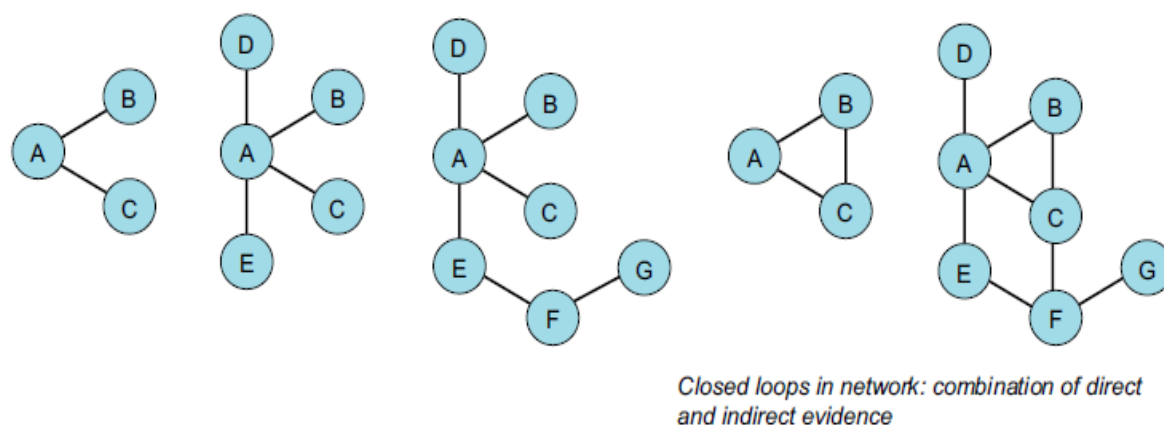 A
B
C
D
A
B
C
E
D
A
B
C
E
F
G
A
B
C
D
A
B
C
E
F
G
Closed loops in network: combination of direct
and indirect evidence